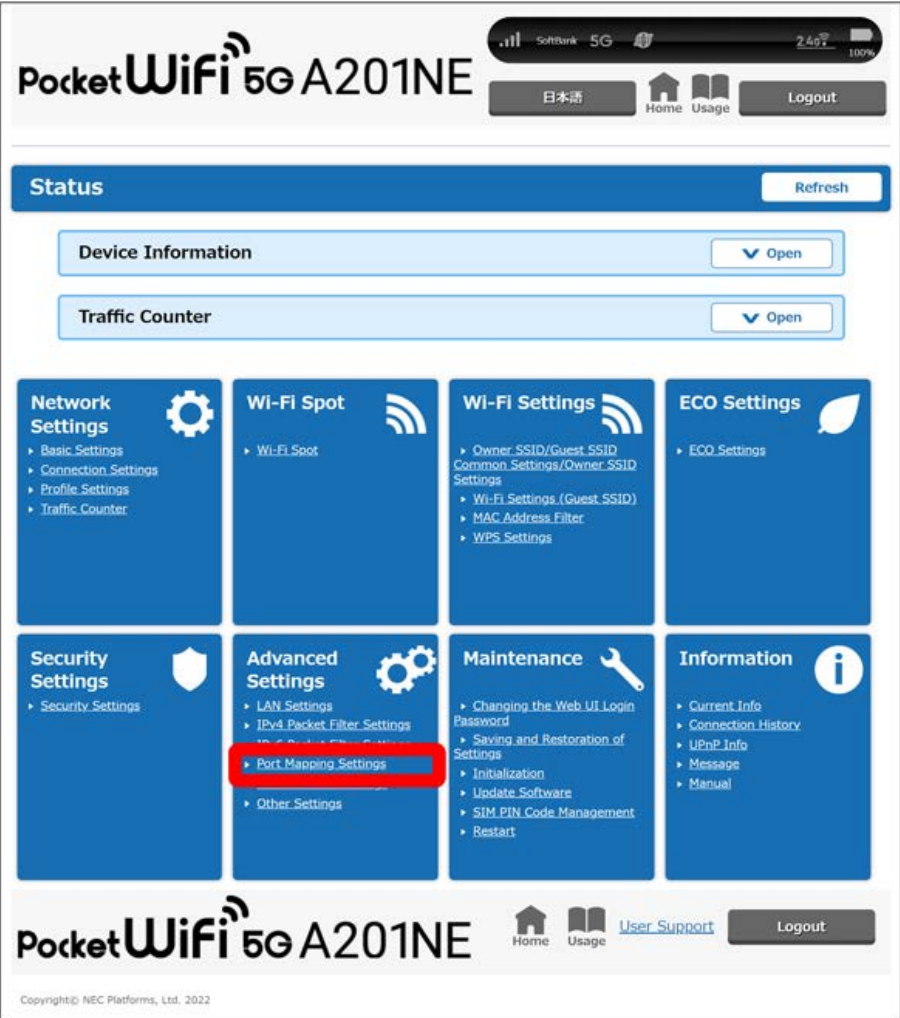 PocketWiFi 5G A201NE
SoftBank 5G 2.4G 100%
日本語 Home Usage Logout
Status Refresh
Device Information Open
Traffic Counter Open
Network
Settings
Basic Settings
Connection Settings
Profile Settings
Traffic Counter
Wi-Fi Spot
Wi-Fi Spot
Wi-Fi Settings
Owner SSID/Guest SSID
Common Settings/Owner SSID
Settings
Wi-Fi Settings (Guest SSID)
MAC Address Filter
WPS Settings
ECO Settings
ECO Settings
Security
Settings
Security Settings
Advanced
Settings
LAN Settings
IPv4 Packet Filter Settings
Port Mapping Settings
Other Settings
Maintenance
Changing the Web UI Login
Password
Saving and Restoration of
Settings
Initialization
Update Software
SIM PIN Code Management
Restart
Information
Current Info
Connection History
UPnP Info
Message
Manual
PocketWiFi 5G A201NE
Home Usage User Support Logout
Copyright© NEC Platforms, Ltd. 2022